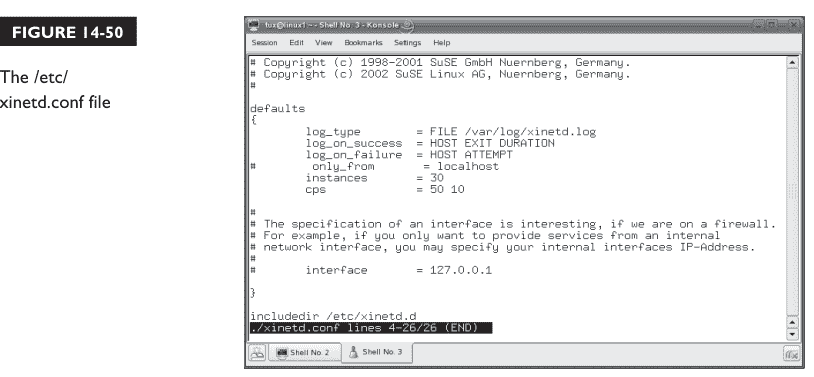 FIGURE 14-50
The /etc/
xinetd.conf file
tux@linux1:~ - Shell No. 3 - Konsole
Session Edit View Bookmarks Settings Help
# Copyright (c) 1998-2001 SuSE GmbH Nuernberg, Germany.
# Copyright (c) 2002 SuSE Linux AG, Nuernberg, Germany.
#
defaults
{
log_type = FILE /var/log/xinetd.log
log_on_success = HOST EXIT DURATION
log_on_failure = HOST ATTEMPT
# only_from = localhost
instances = 30
cps = 50 10
#
# The specification of an interface is interesting, if we are on a firewall.
# For example, if you only want to provide services from an internal
# network interface, you may specify your internal interfaces IP-Address.
#
# interface = 127.0.0.1
}
includedir /etc/xinetd.d
./xinetd.conf lines 4-26/26 (END)
Shell No. 2 Shell No. 3